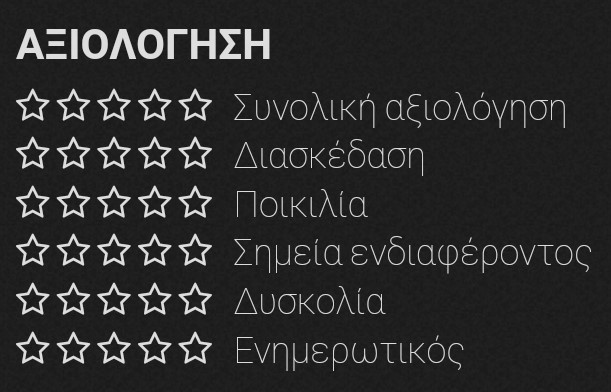 ΑΞΙΟΛΟΓΗΣΗ
Συνολική αξιολόγηση
Διασκέδαση
Ποικιλία
Σημεία ενδιαφέροντος
Δυσκολία
Ενημερωτικός